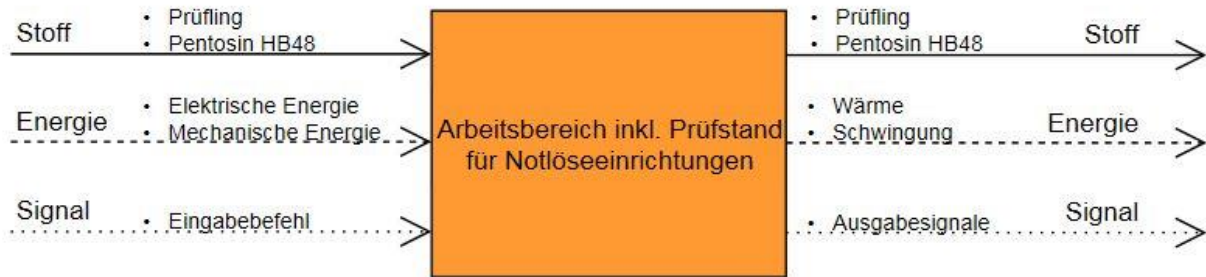 Stoff
• Prüfling
• Pentosin HB48
Energie
• Elektrische Energie
• Mechanische Energie
Signal
• Eingabebefehl
Arbeitsbereich inkl. Prüfstand
für Notlöseeinrichtungen
• Prüfling
• Pentosin HB48
Stoff
• Wärme
• Schwingung
Energie
• Ausgabesignale
Signal